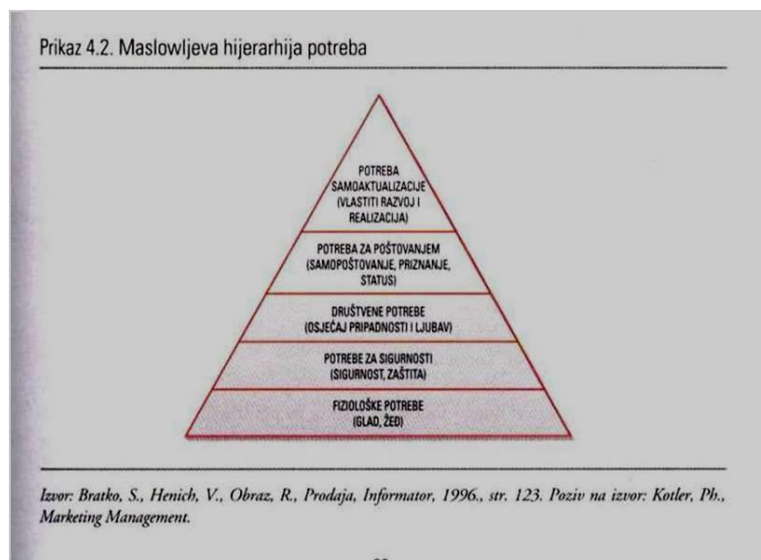 Prikaz 4.2. Maslowljeva hijerarhija potreba
POTREBA
SAMOAKTUALIZACIJE
(VLASTITI RAZVOJ I
REALIZACIJA)
POTREBA ZA POŠTOVANJEM
(SAMOPOŠTOVANJE, PRIZNANJE,
STATUS)
DRUŠTVENE POTREBE
(OSJEĆAJ PRIPADNOSTI I LJUBAV)
POTREBE ZA SIGURNOSTI
(SIGURNOST, ZAŠTITA)
FIZIOLOŠKE POTREBE
(GLAD, ŽEĐ)
Izvor: Bratko, S., Henich, V., Obraz, R., Prodaja, Informator, 1996., str. 123. Poziv na izvor: Kotler, Ph.,
Marketing Management.